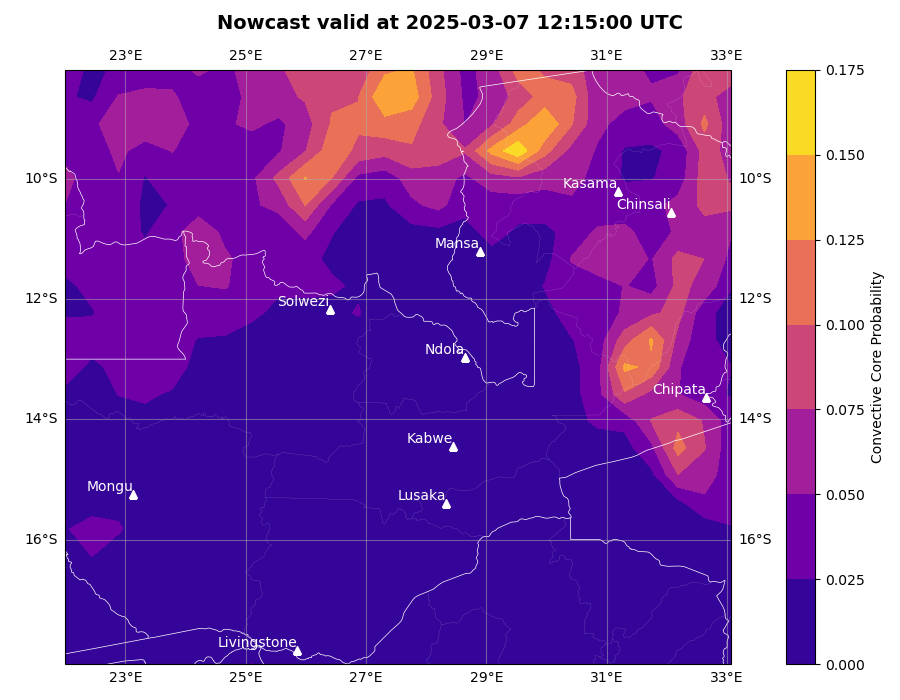 Nowcast valid at 2025-03-07 12:15:00 UTC
23°E 25°E 27°E 29°E 31°E 33°E
0.175
0.150
0.125
0.100
0.075
0.050
0.025
0.000
Convective Core Probability
10°S 10°S
12°S 12°S
14°S 14°S
16°S 16°S
Kasama
Chinsali
Mansa
Solwezi
Ndola
Chipata
Kabwe
Mongu
Lusaka
Livingstone
23°E 25°E 27°E 29°E 31°E 33°E